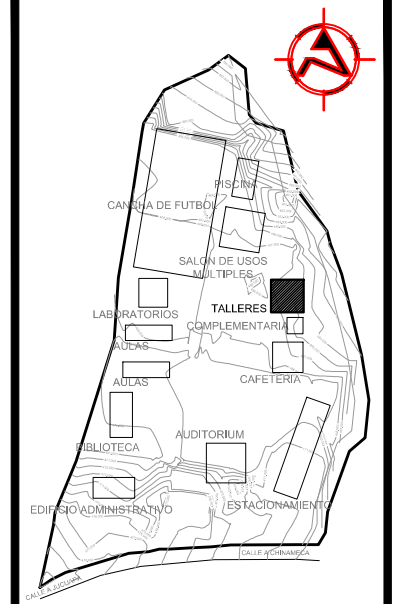 PISCINA
CANCHA DE FUTBOL
SALON DE USOS
MULTIPLES
TALLERES
LABORATORIOS
COMPLEMENTARIA
AULAS
CAFETERIA
AULAS
AUDITORIUM
BIBLIOTECA
EDIFICIO ADMINISTRATIVO
ESTACIONAMIENTO
CALLE A CHINAMECA
CALLE A JUCUAPA